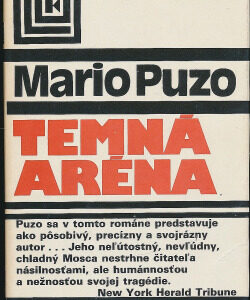 Mario Puzo
TEMNÁ
ARÉNA
Puzo sa v tomto románe predstavuje
ako pôsobivý, precízny a svojrázny
autor . . . Jeho neľútostný, nevľúdny,
chladný Mosca nestrhne čitateľa
násilnosťami, ale humánnosťou
a nežnosťou svojej tragédie.
New York Herald Tribune